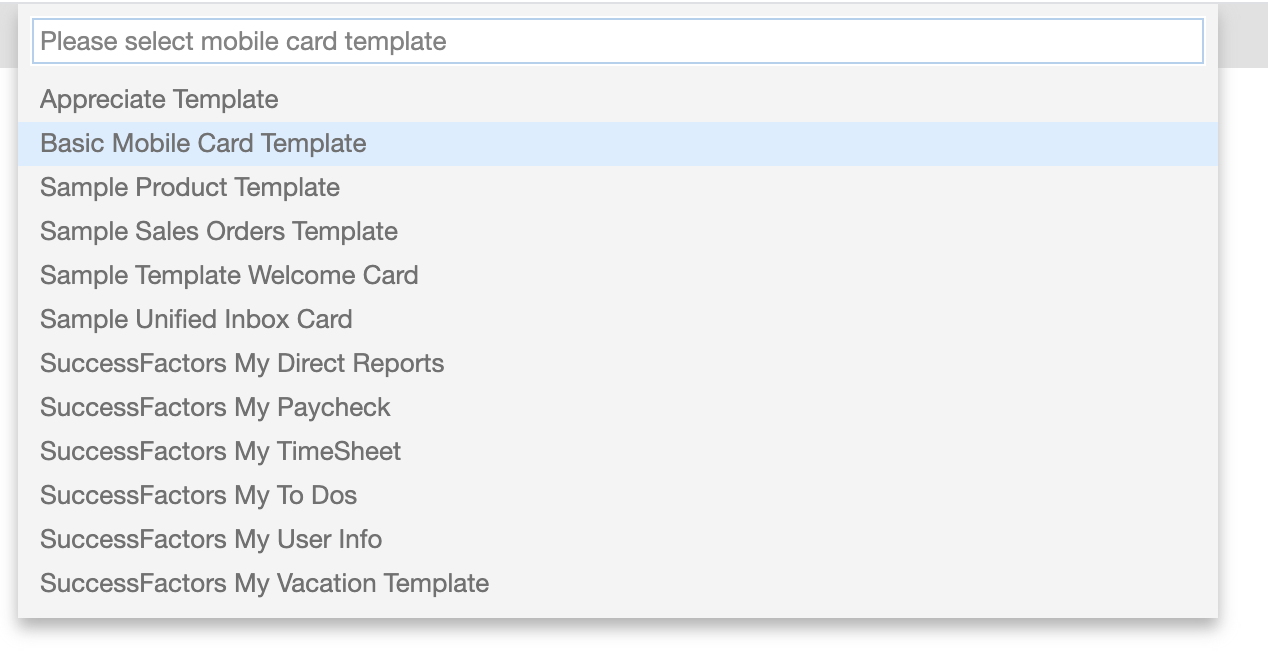 Please select mobile card template
Appreciate Template
Basic Mobile Card Template
Sample Product Template
Sample Sales Orders Template
Sample Template Welcome Card
Sample Unified Inbox Card
SuccessFactors My Direct Reports
SuccessFactors My Paycheck
SuccessFactors My TimeSheet
SuccessFactors My To Dos
SuccessFactors My User Info
SuccessFactors My Vacation Template